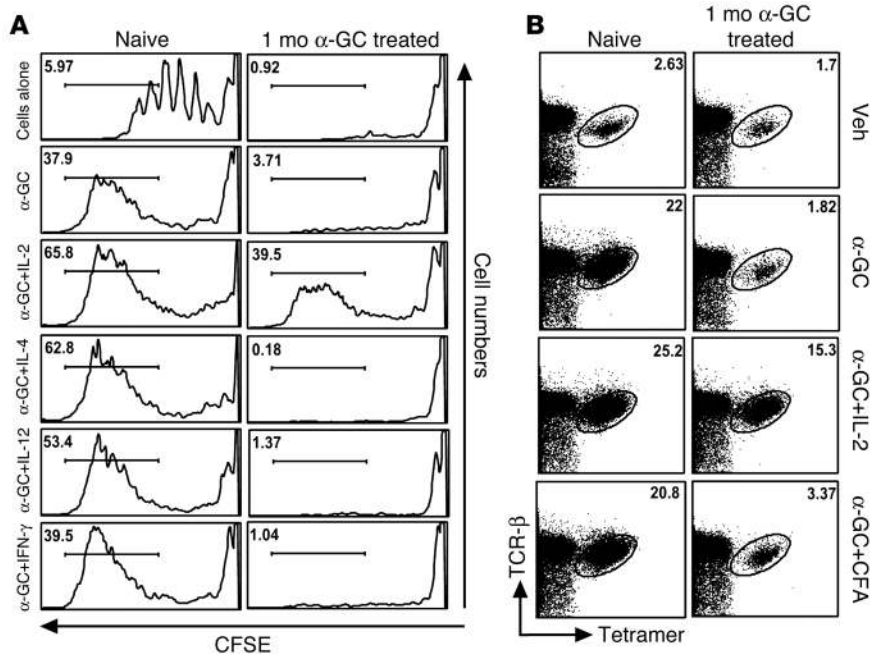 A
Naive
1 mo α-GC treated
Cells alone
5.97
0.92
α-GC
37.9
3.71
α-GC+IL-2
65.8
39.5
α-GC+IL-4
62.8
0.18
α-GC+IL-12
53.4
1.37
α-GC+IFN-γ
39.5
1.04
Cell numbers
CFSE
B
Naive
1 mo α-GC
treated
2.63
1.7
Veh
22
1.82
α-GC
25.2
15.3
α-GC+IL-2
20.8
3.37
α-GC+CFA
TCR-β
Tetramer